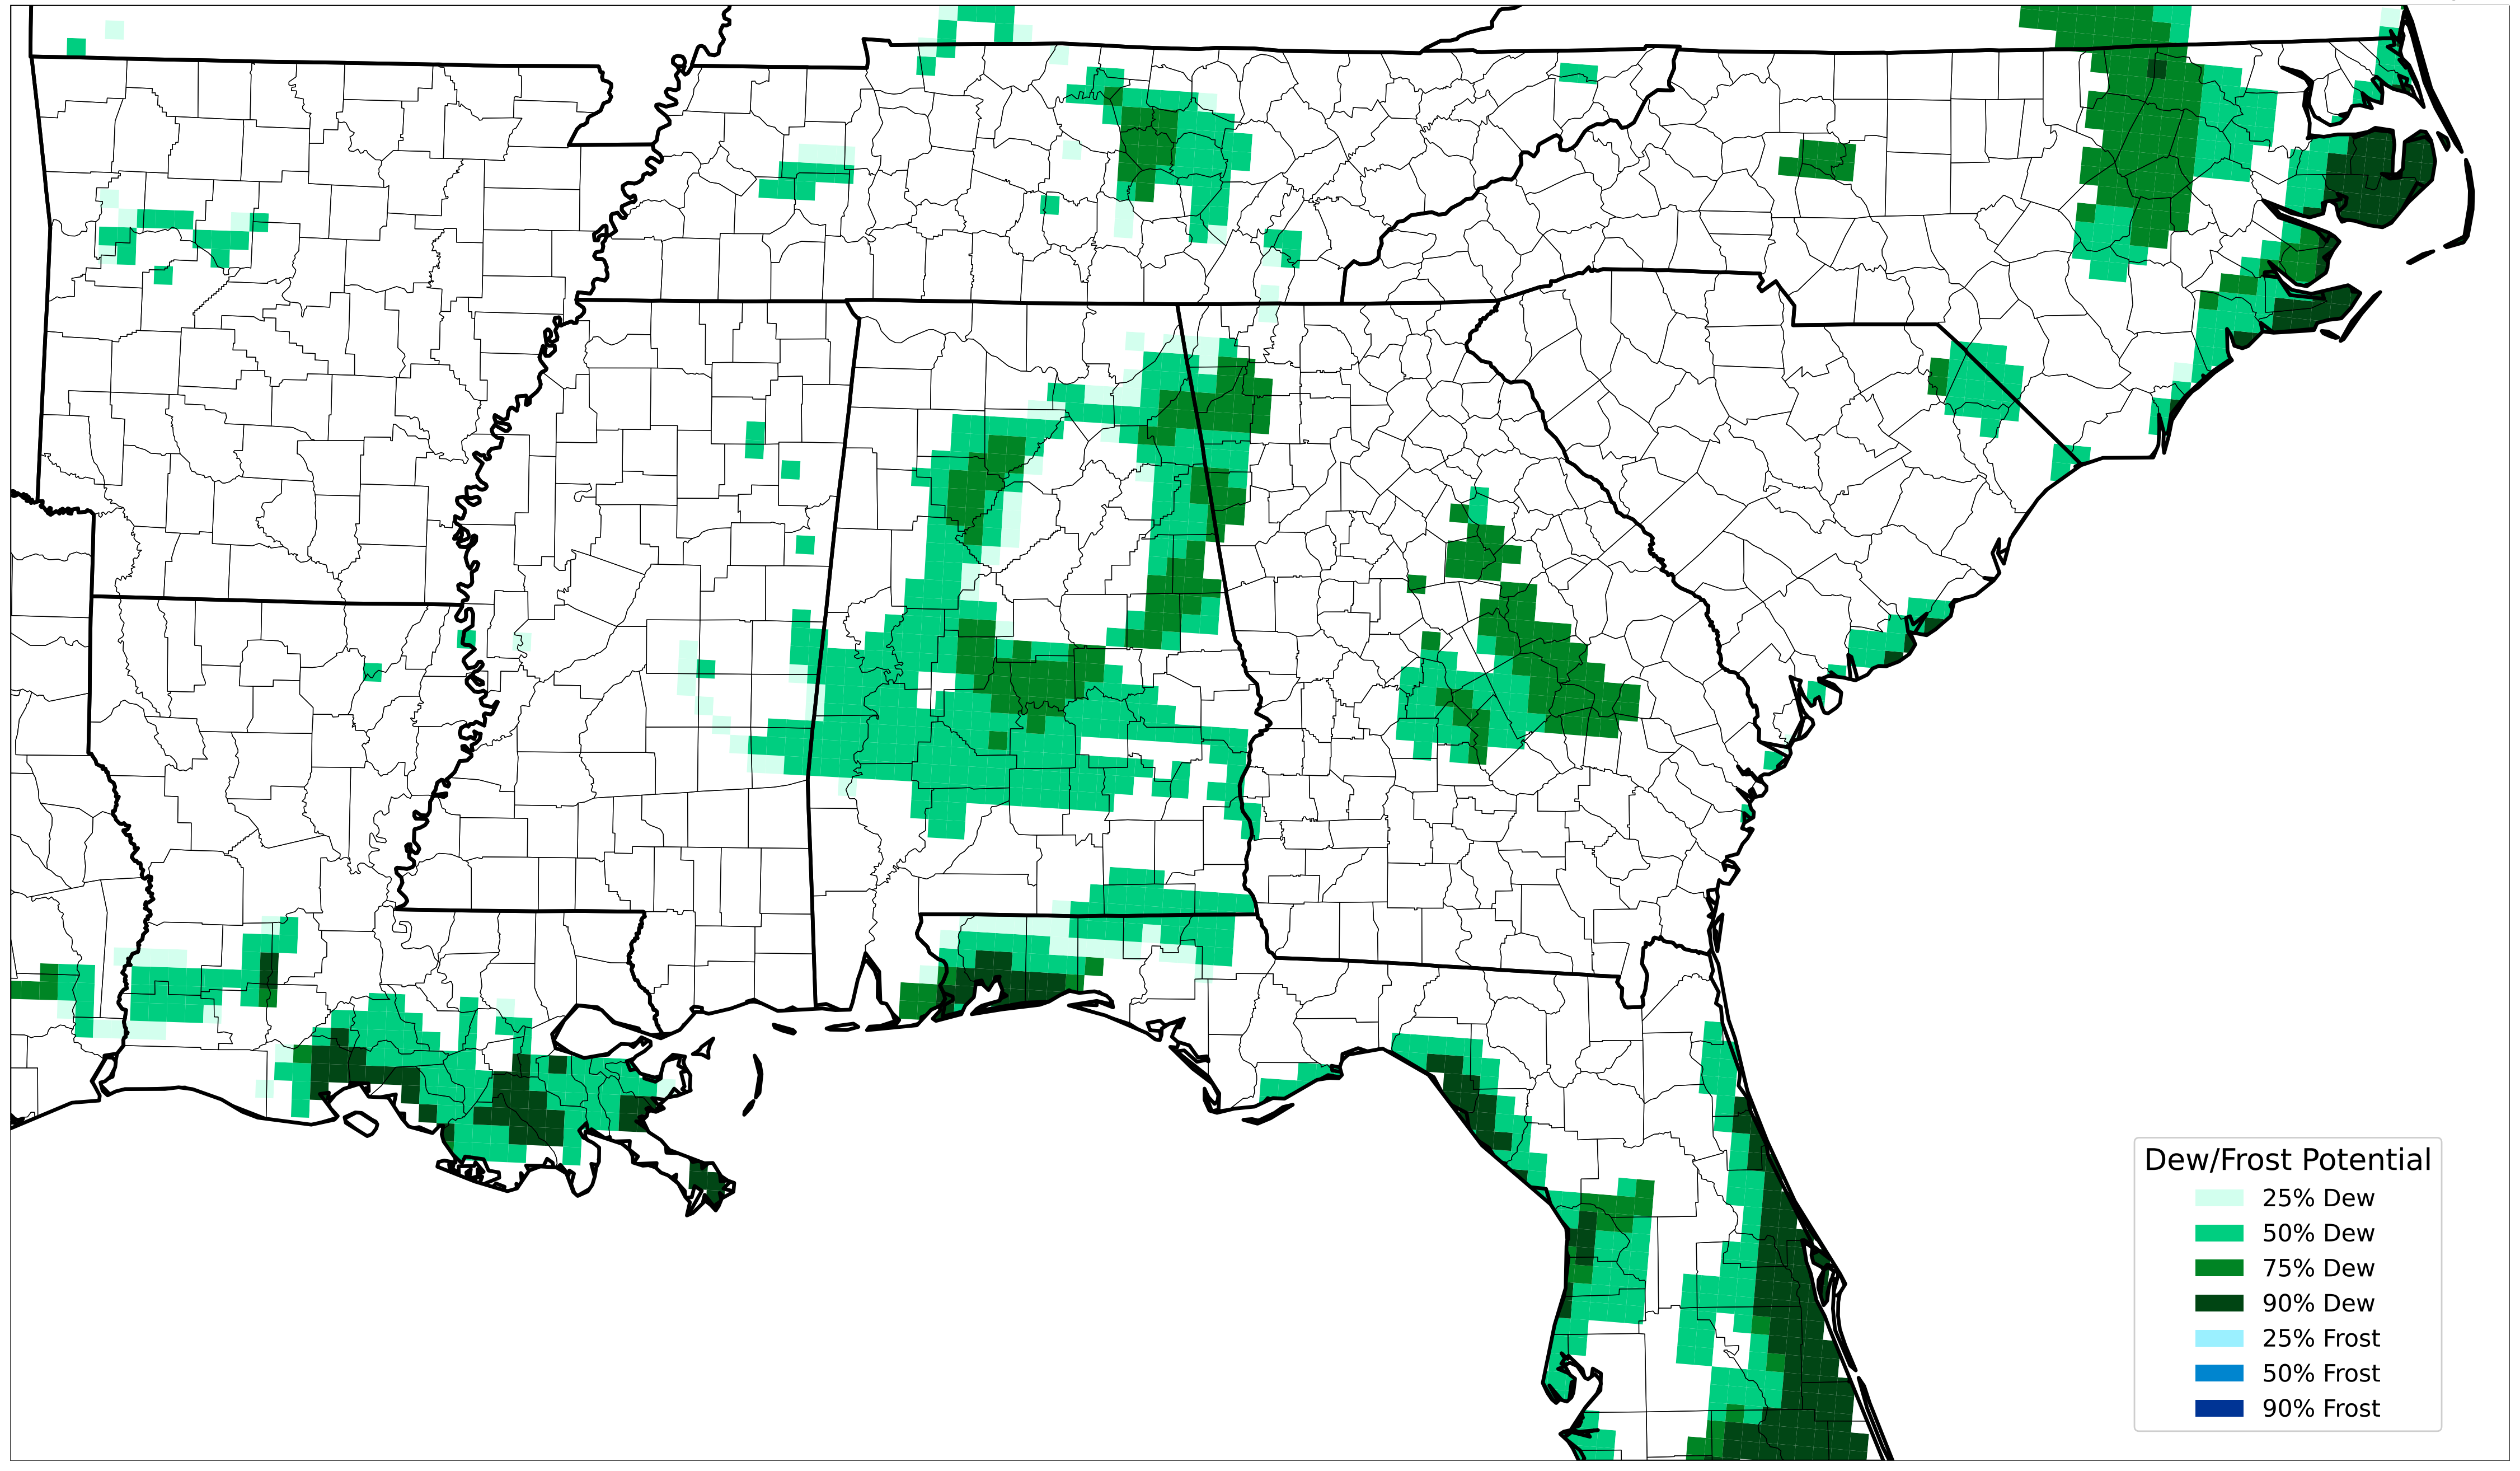 Dew/Frost Potential
25% Dew
50% Dew
75% Dew
90% Dew
25% Frost
50% Frost
90% Frost